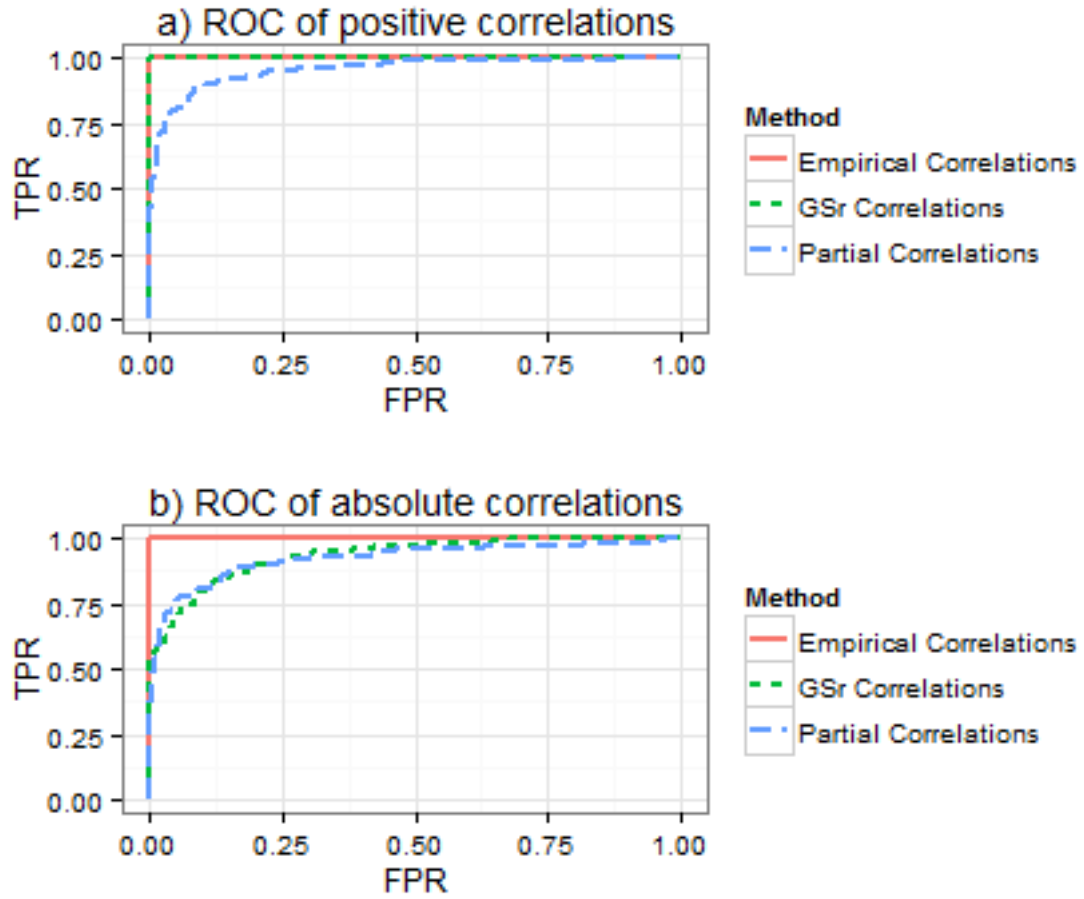 a) ROC of positive correlations
1.00
0.75
0.50
0.25
0.00
TPR
0.00 0.25 0.50 0.75 1.00
FPR
Method
Empirical Correlations
GSr Correlations
Partial Correlations
b) ROC of absolute correlations
1.00
0.75
0.50
0.25
0.00
TPR
0.00 0.25 0.50 0.75 1.00
FPR
Method
Empirical Correlations
GSr Correlations
Partial Correlations